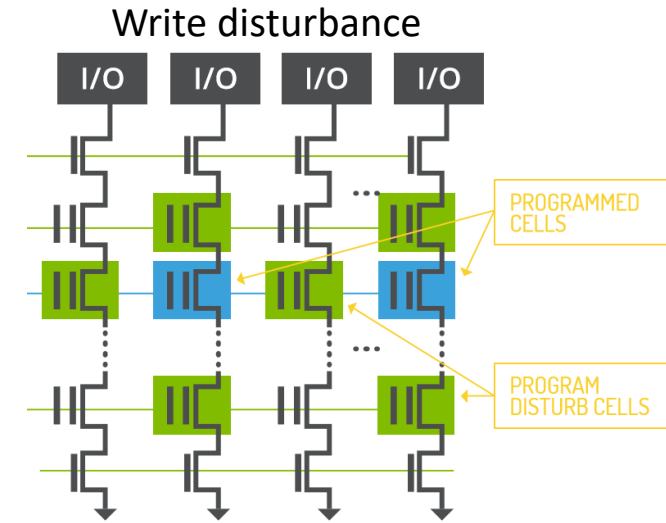 Write disturbance
I/O I/O I/O I/O
PROGRAMMED
CELLS
PROGRAM
DISTURB CELLS